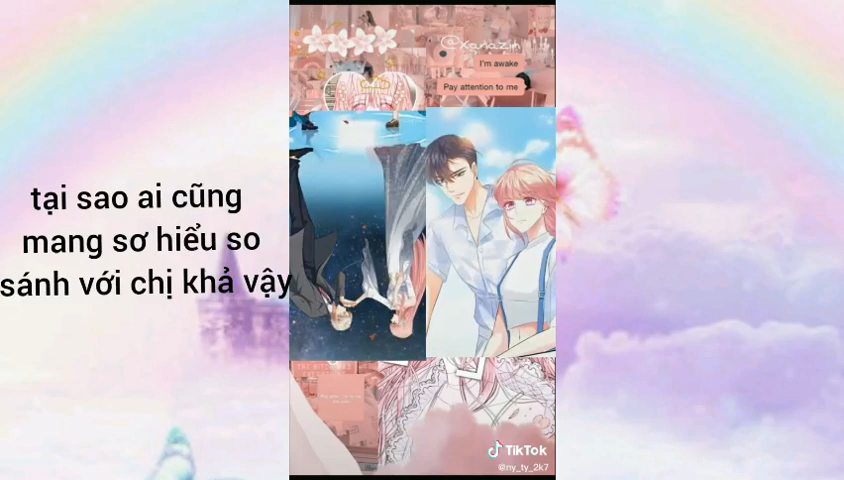 tại sao ai cũng
mang sơ hiểu so
sánh với chị khả vậy
@xanazin
I'm awake
Pay attention to me
TikTok
@ny_ty_2k7